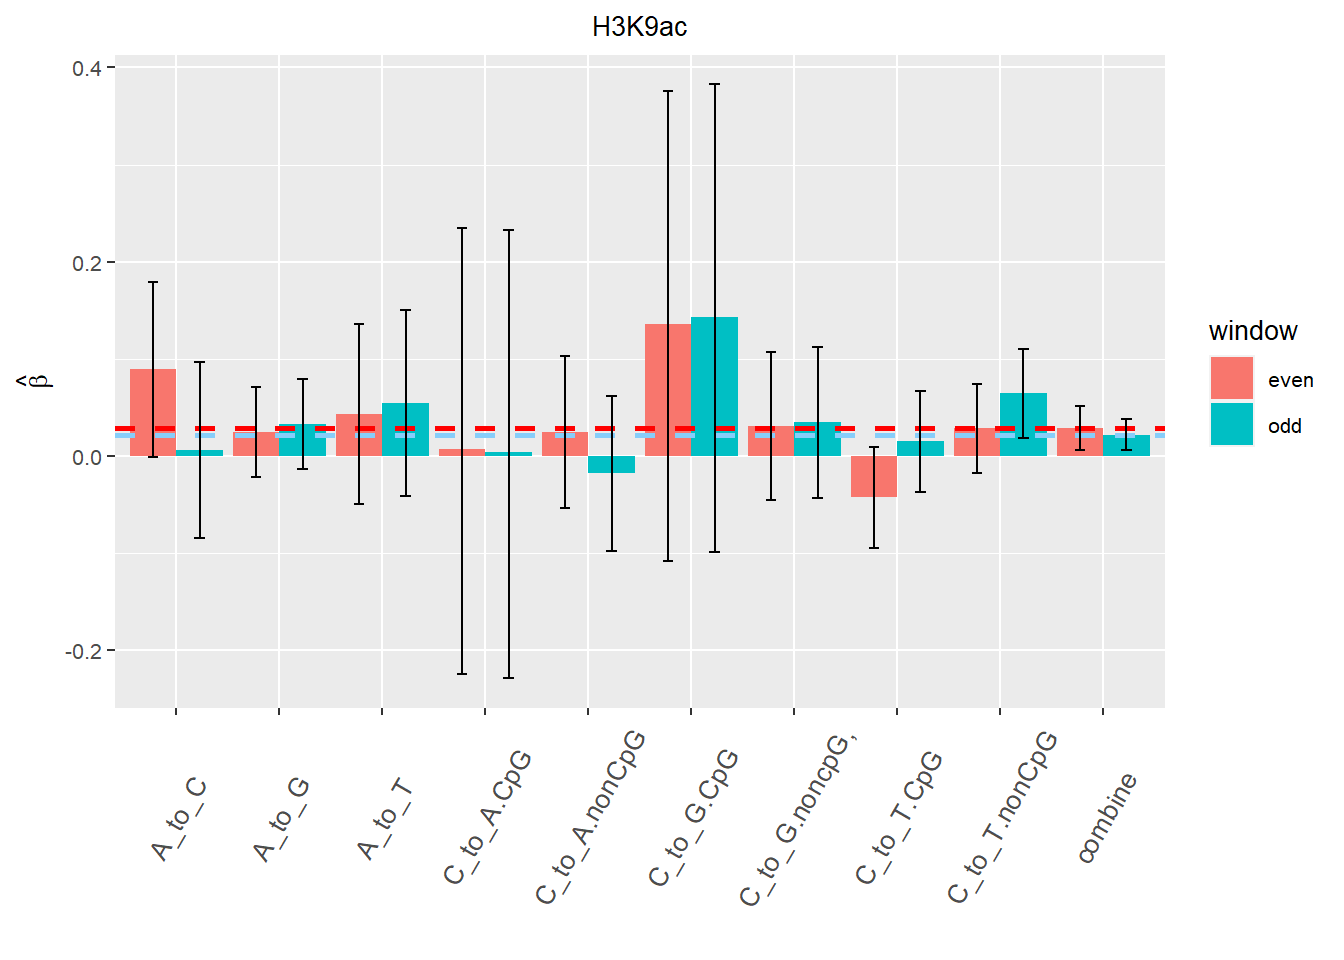 H3K9ac
0.4
0.2
0.0
-0.2
β̂
A_to_C
A_to_G
A_to_T
C_to_A.CpG
C_to_A.nonCpG
C_to_G.CpG
C_to_G.noncpG,
C_to_T.CpG
C_to_T.nonCpG
combine
window
even
odd